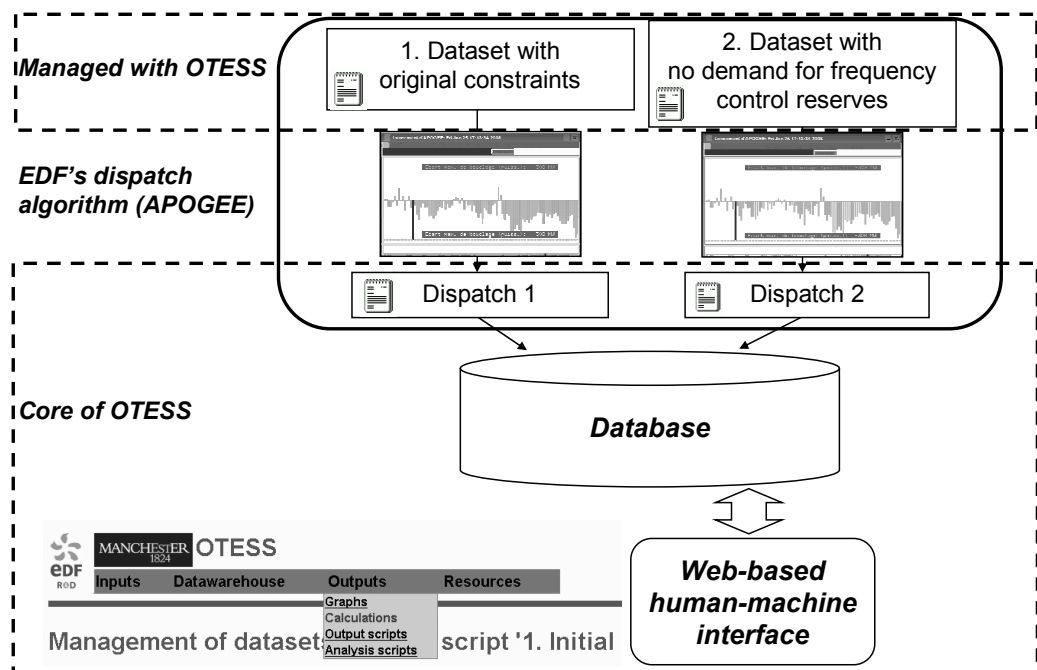 Managed with OTESS
1. Dataset with
original constraints
2. Dataset with
no demand for frequency
control reserves
EDF's dispatch
algorithm (APOGEE)
Dispatch 1
Dispatch 2
Core of OTESS
Database
Web-based
human-machine
interface
eDF
R&D
MANCHESTER
1824
OTESS
Inputs Datawarehouse Outputs Resources
Graphs
Calculations
Output scripts
Analysis scripts
Management of datasets script '1. Initial